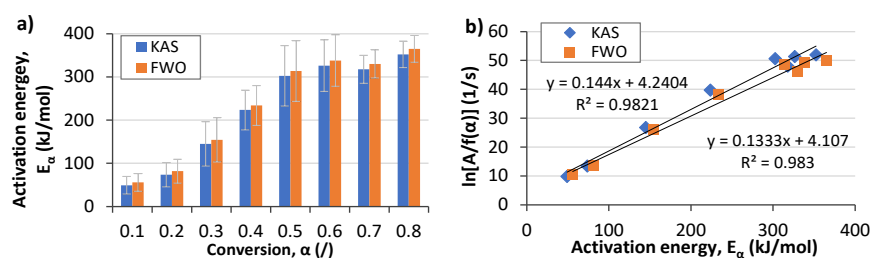 a)
KAS
FWO
Activation energey,
Eα (kJ/mol)
400
300
200
100
0
0.1 0.2 0.3 0.4 0.5 0.6 0.7 0.8
Conversion, α (/)
b)
KAS
FWO
ln[A/f(α)] (1/s)
60
50
40
30
20
10
0
y = 0.144x + 4.2404
R² = 0.9821
y = 0.1333x + 4.107
R² = 0.983
0 100 200 300 400
Activation energy, Eα (kJ/mol)